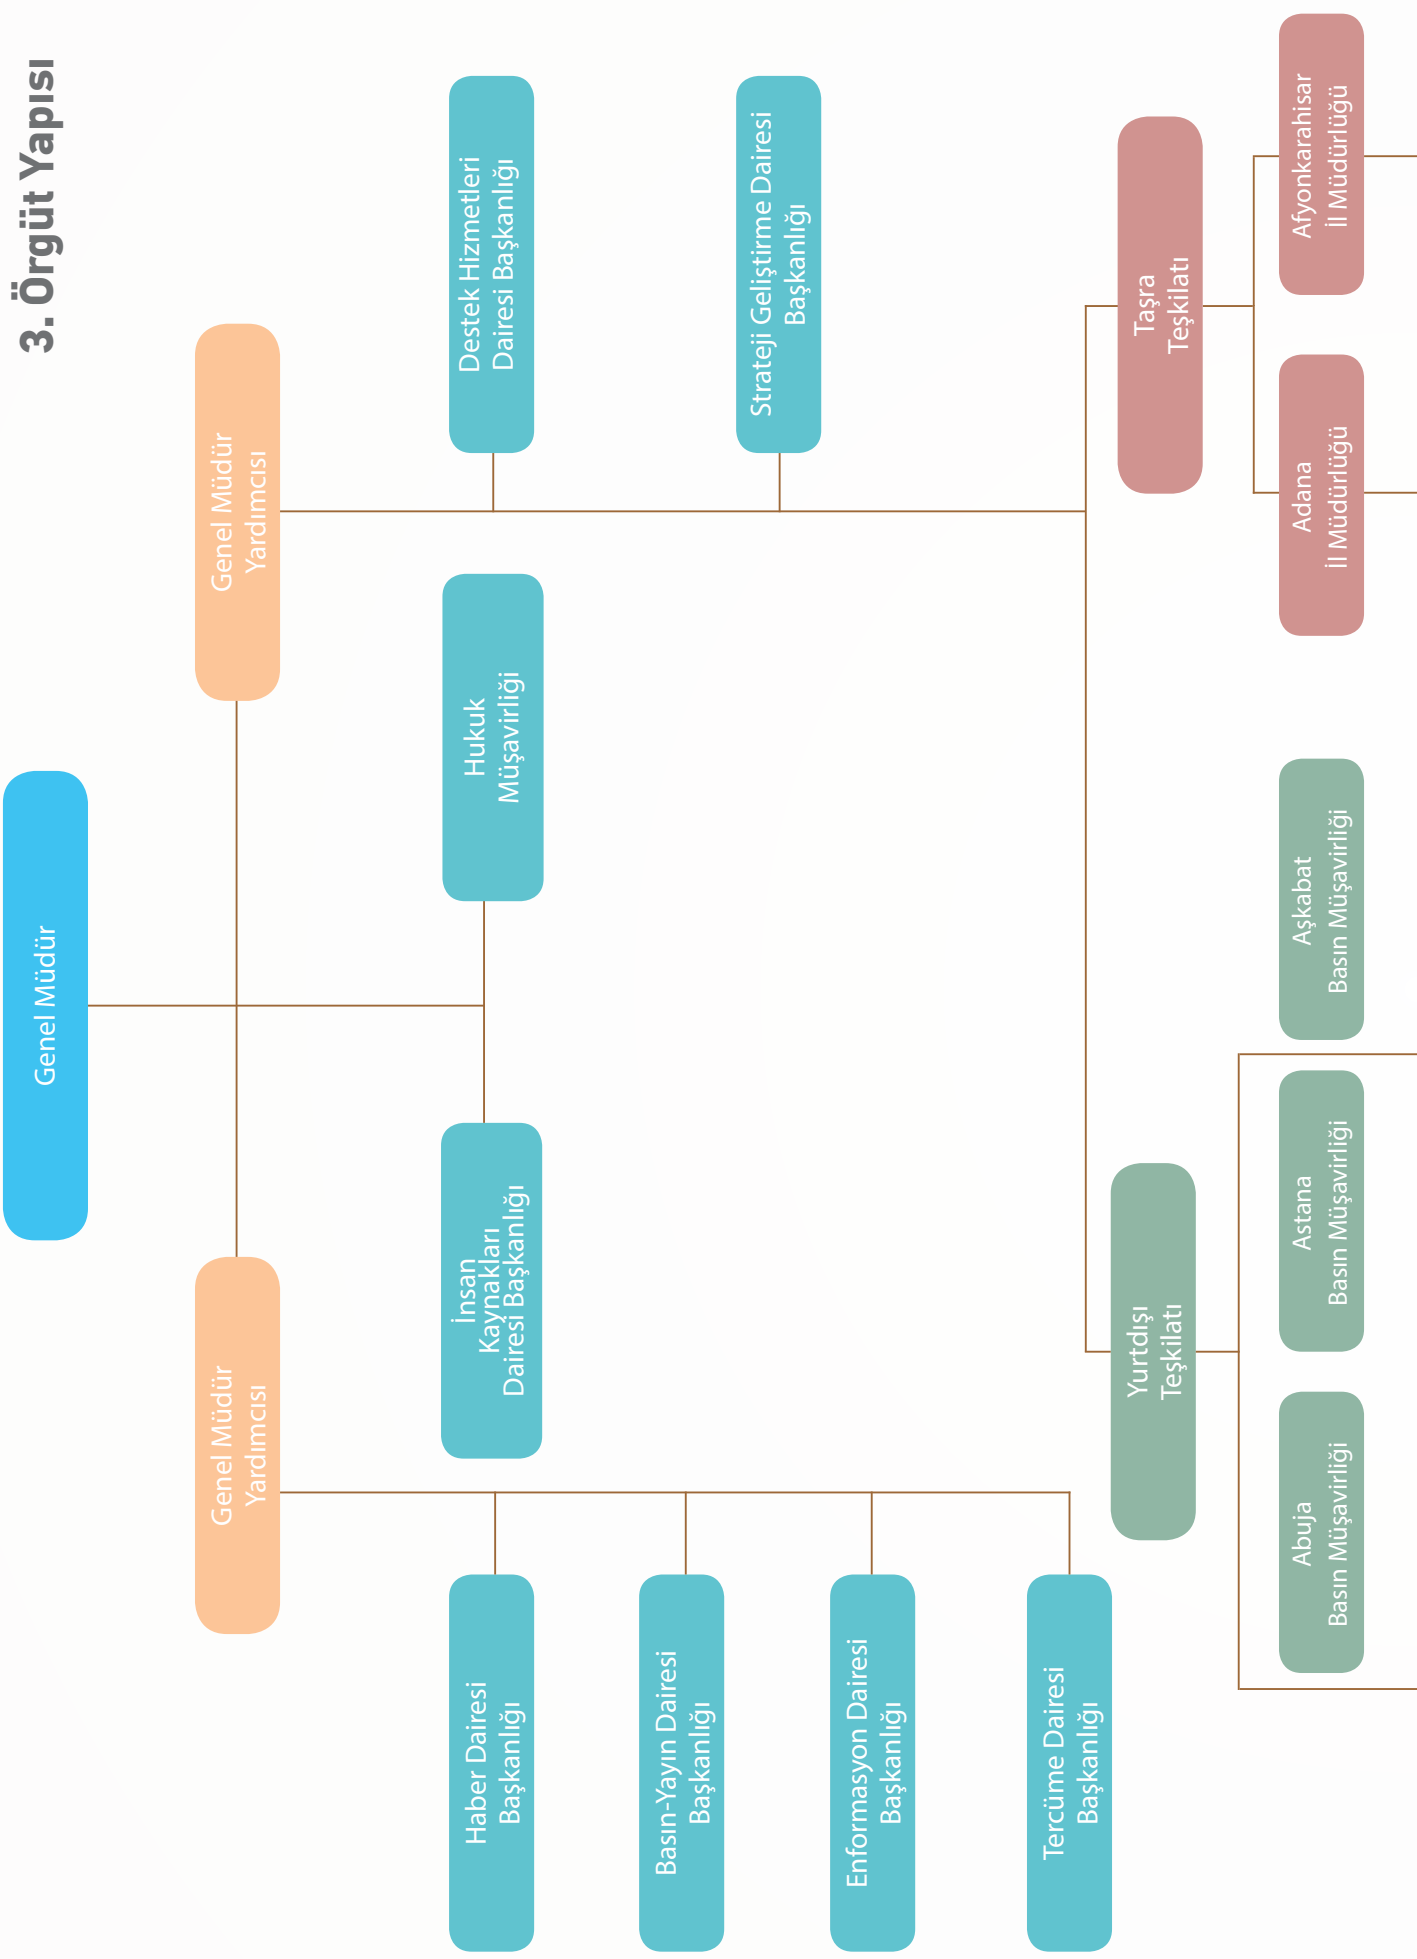 3. Örgüt Yapısı
Genel Müdür
Genel Müdür
Yardımcısı
Genel Müdür
Yardımcısı
İnsan
Kaynakları
Dairesi Başkanlığı
Hukuk
Müşavirliği
Haber Dairesi
Başkanlığı
Basın-Yayın Dairesi
Başkanlığı
Enformasyon Dairesi
Başkanlığı
Tercüme Dairesi
Başkanlığı
Destek Hizmetleri
Dairesi Başkanlığı
Strateji Geliştirme Dairesi
Başkanlığı
Yurtdışı
Teşkilatı
Taşra
Teşkilatı
Abuja
Basın Müşavirliği
Astana
Basın Müşavirliği
Aşkabat
Basın Müşavirliği
Adana
İl Müdürlüğü
Afyonkarahisar
İl Müdürlüğü